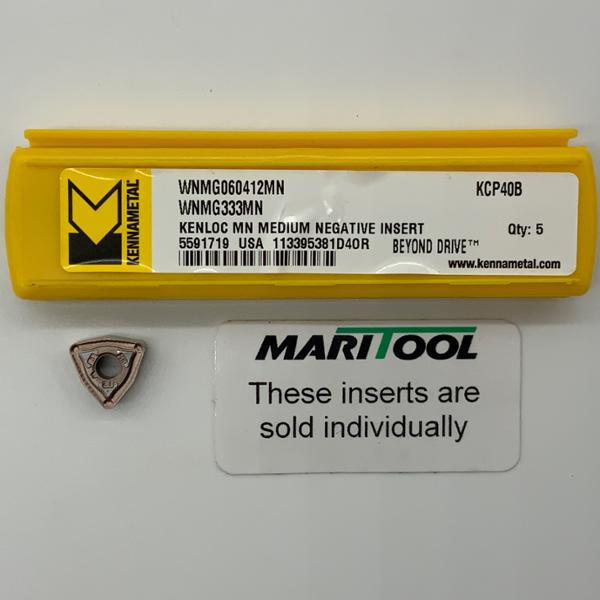 KENNAMETAL
WNMG060412MN KCP40B
WNMG333MN
KENLOC MN MEDIUM NEGATIVE INSERT Qty: 5
5591719 USA 113395381D4OR BEYOND DRIVE™
www.kennametal.com
MARITOOL
These inserts are
sold individually